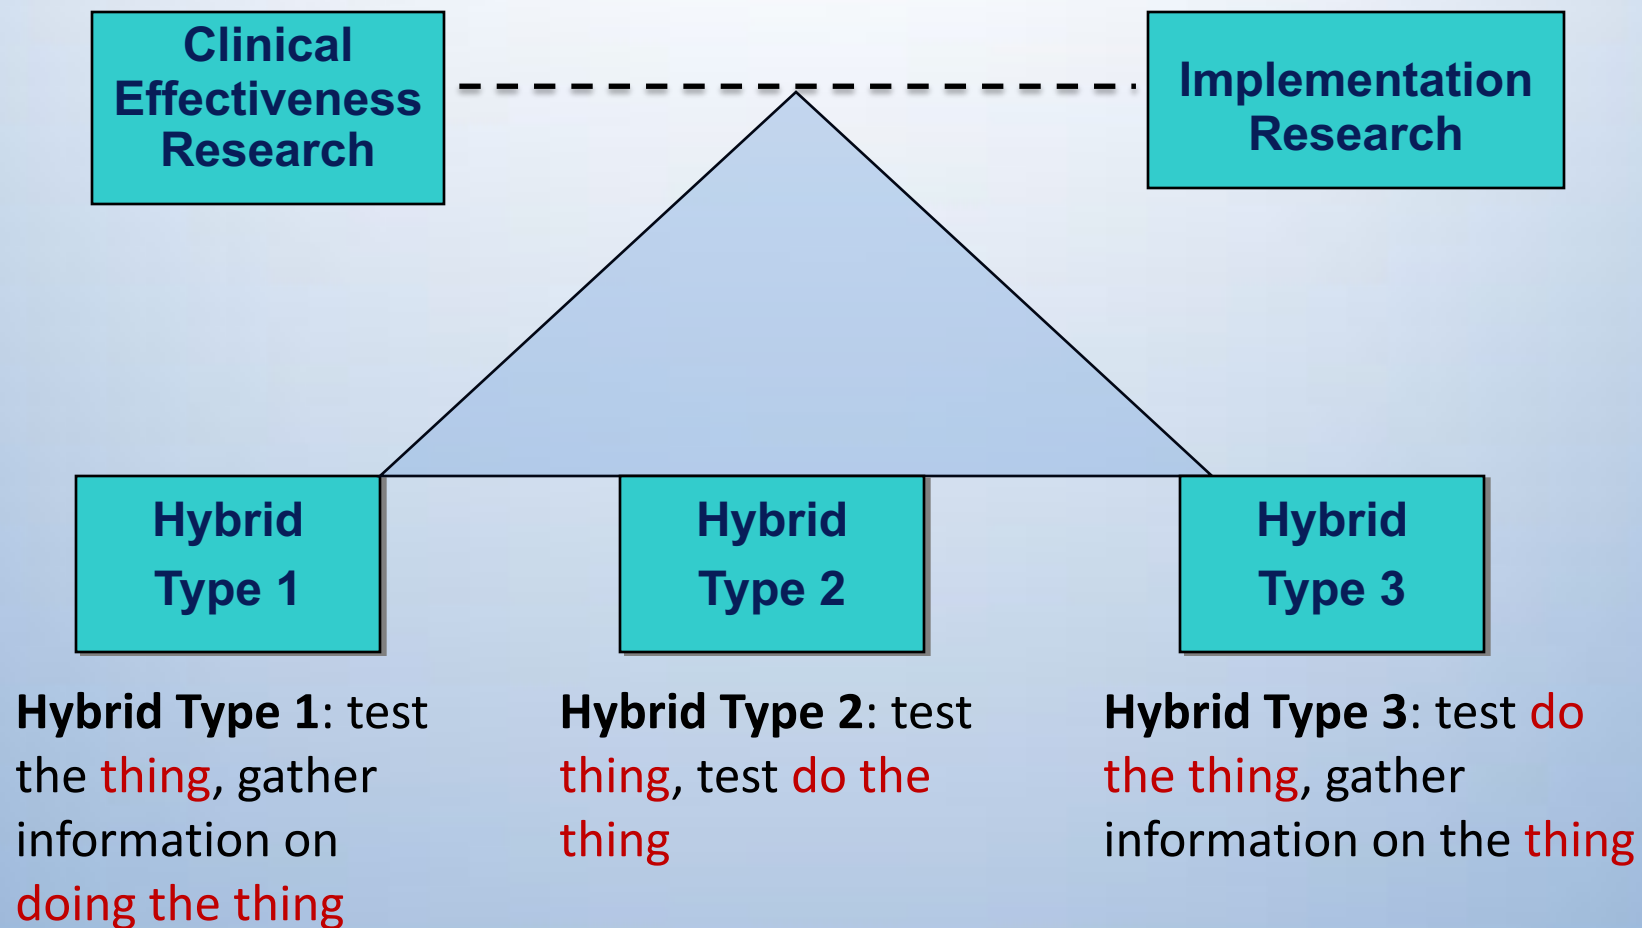 Clinical
Effectiveness
Research
Implementation
Research
Hybrid
Type 1
Hybrid
Type 2
Hybrid
Type 3
Hybrid Type 1: test
the thing, gather
information on
doing the thing
Hybrid Type 2: test
thing, test do the
thing
Hybrid Type 3: test do
the thing, gather
information on the thing